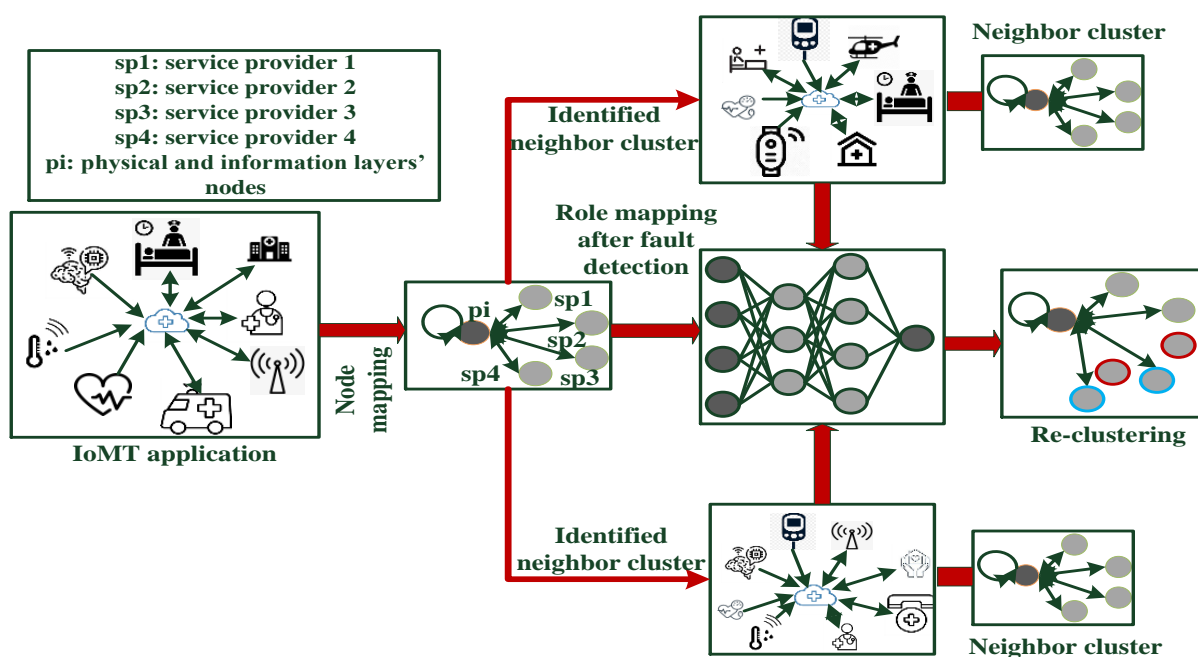 sp1: service provider 1
sp2: service provider 2
sp3: service provider 3
sp4: service provider 4
pi: physical and information layers’
nodes
IoMT application
Node
mapping
pi
sp1
sp2
sp3
sp4
Identified
neighbor cluster
Neighbor cluster
Role mapping
after fault
detection
Re-clustering
Identified
neighbor cluster
Neighbor cluster